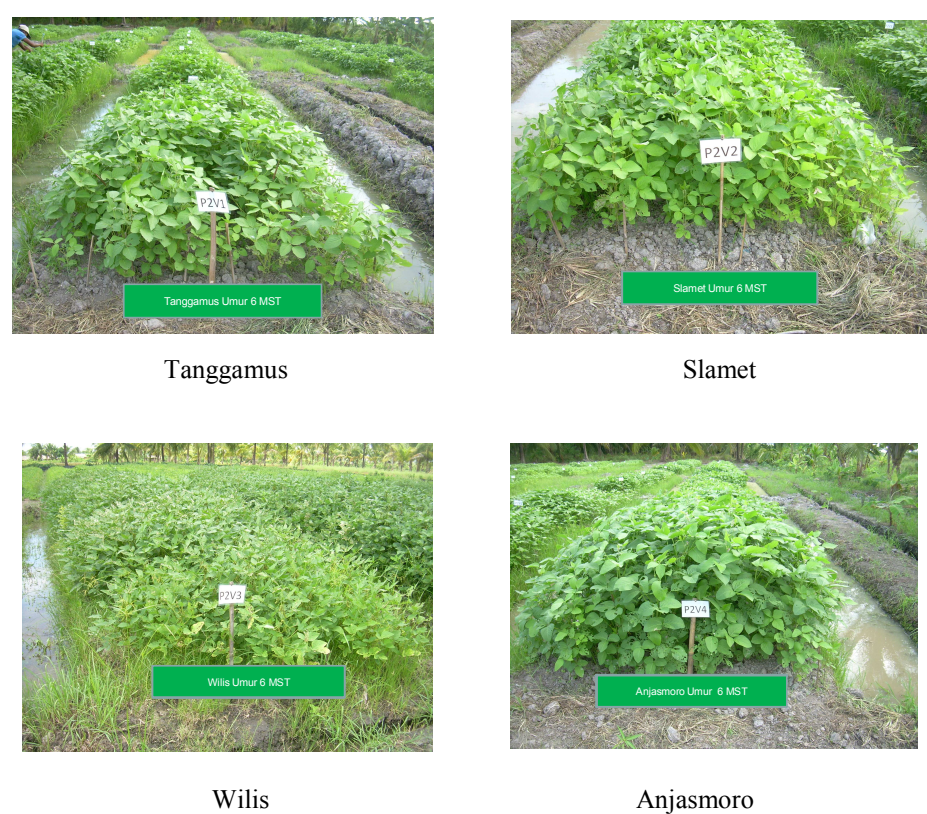 P2V1
Tanggamus Umur 6 MST
P2V2
Slamet Umur 6 MST
Tanggamus
Slamet
P2V3
Wilis Umur 6 MST
P2V4
Anjasmoro Umur 6 MST
Wilis
Anjasmoro